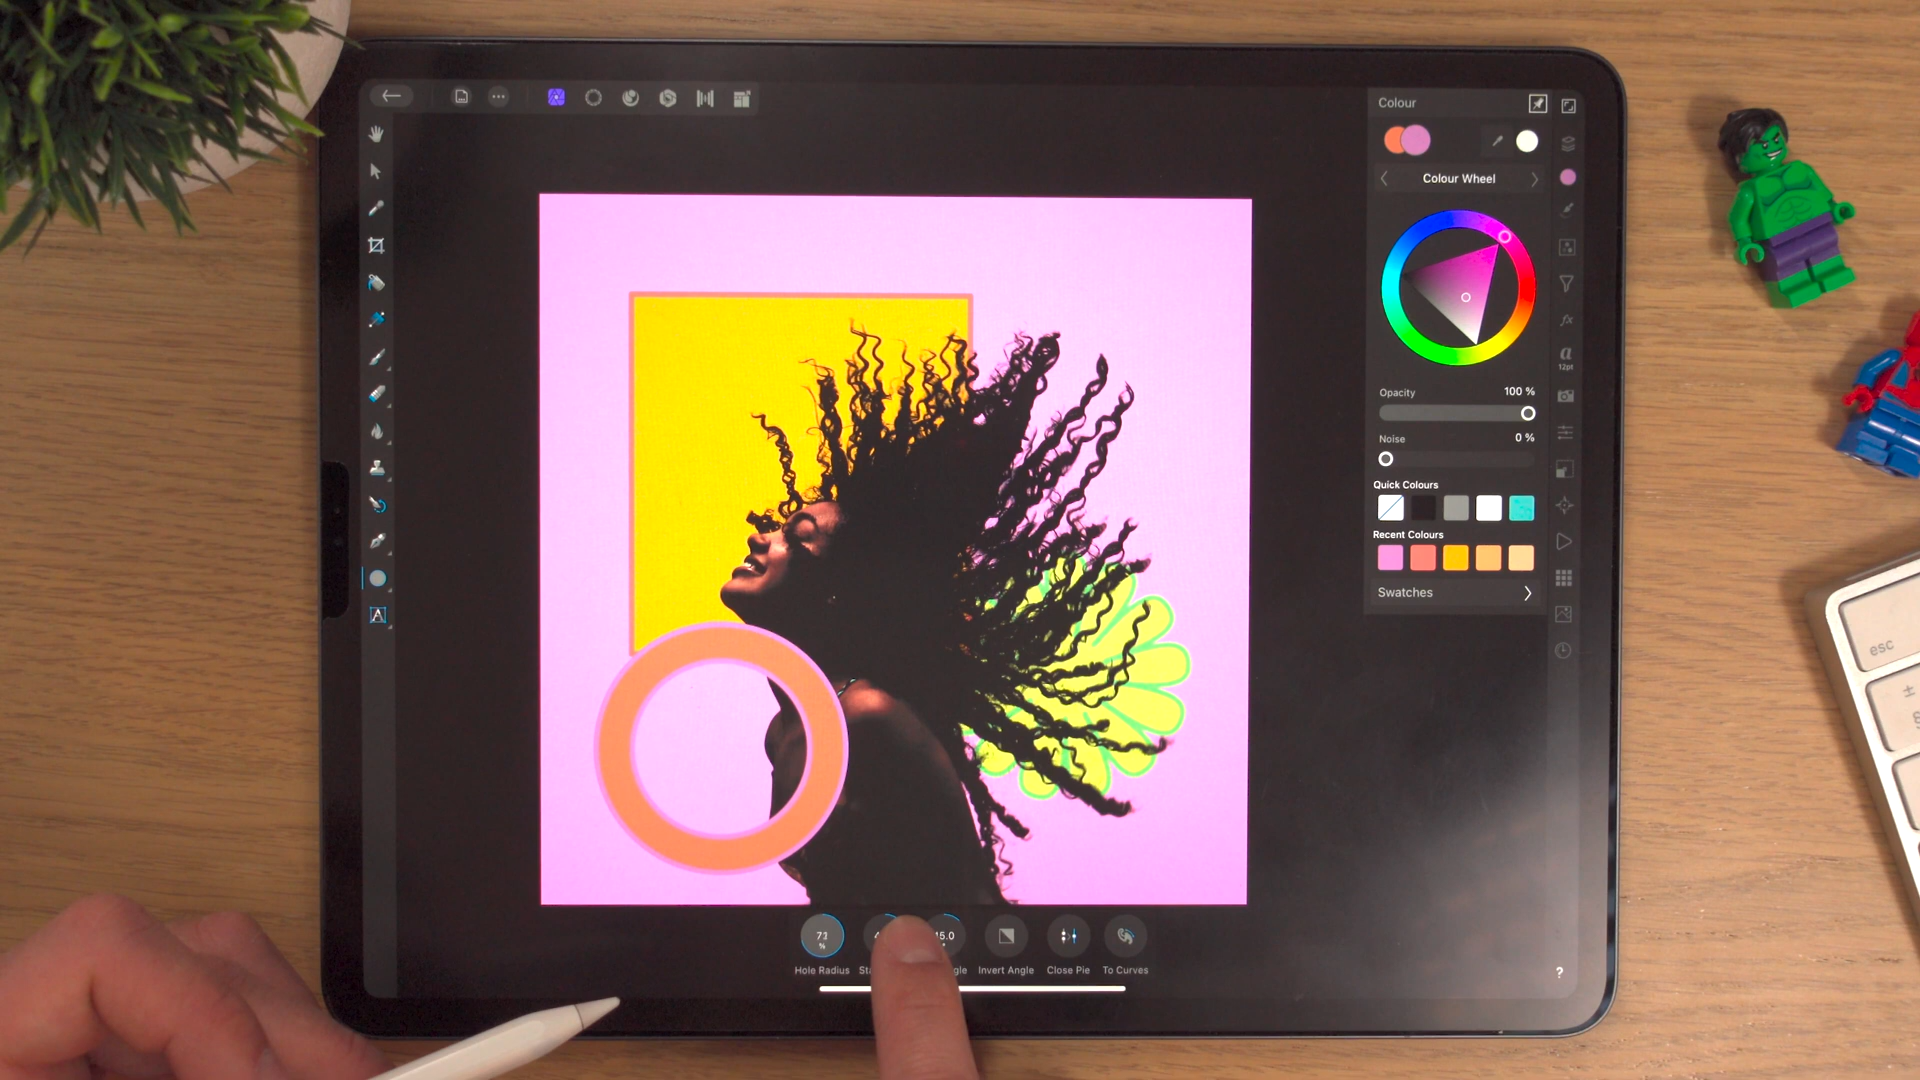 Colour
Colour Wheel
12pt
Opacity 100 %
Noise 0 %
Quick Colours
Recent Colours
Swatches
A
fx
a
73
%
Hole Radius
Invert Angle
Close Pie
To Curves
?
esc
±